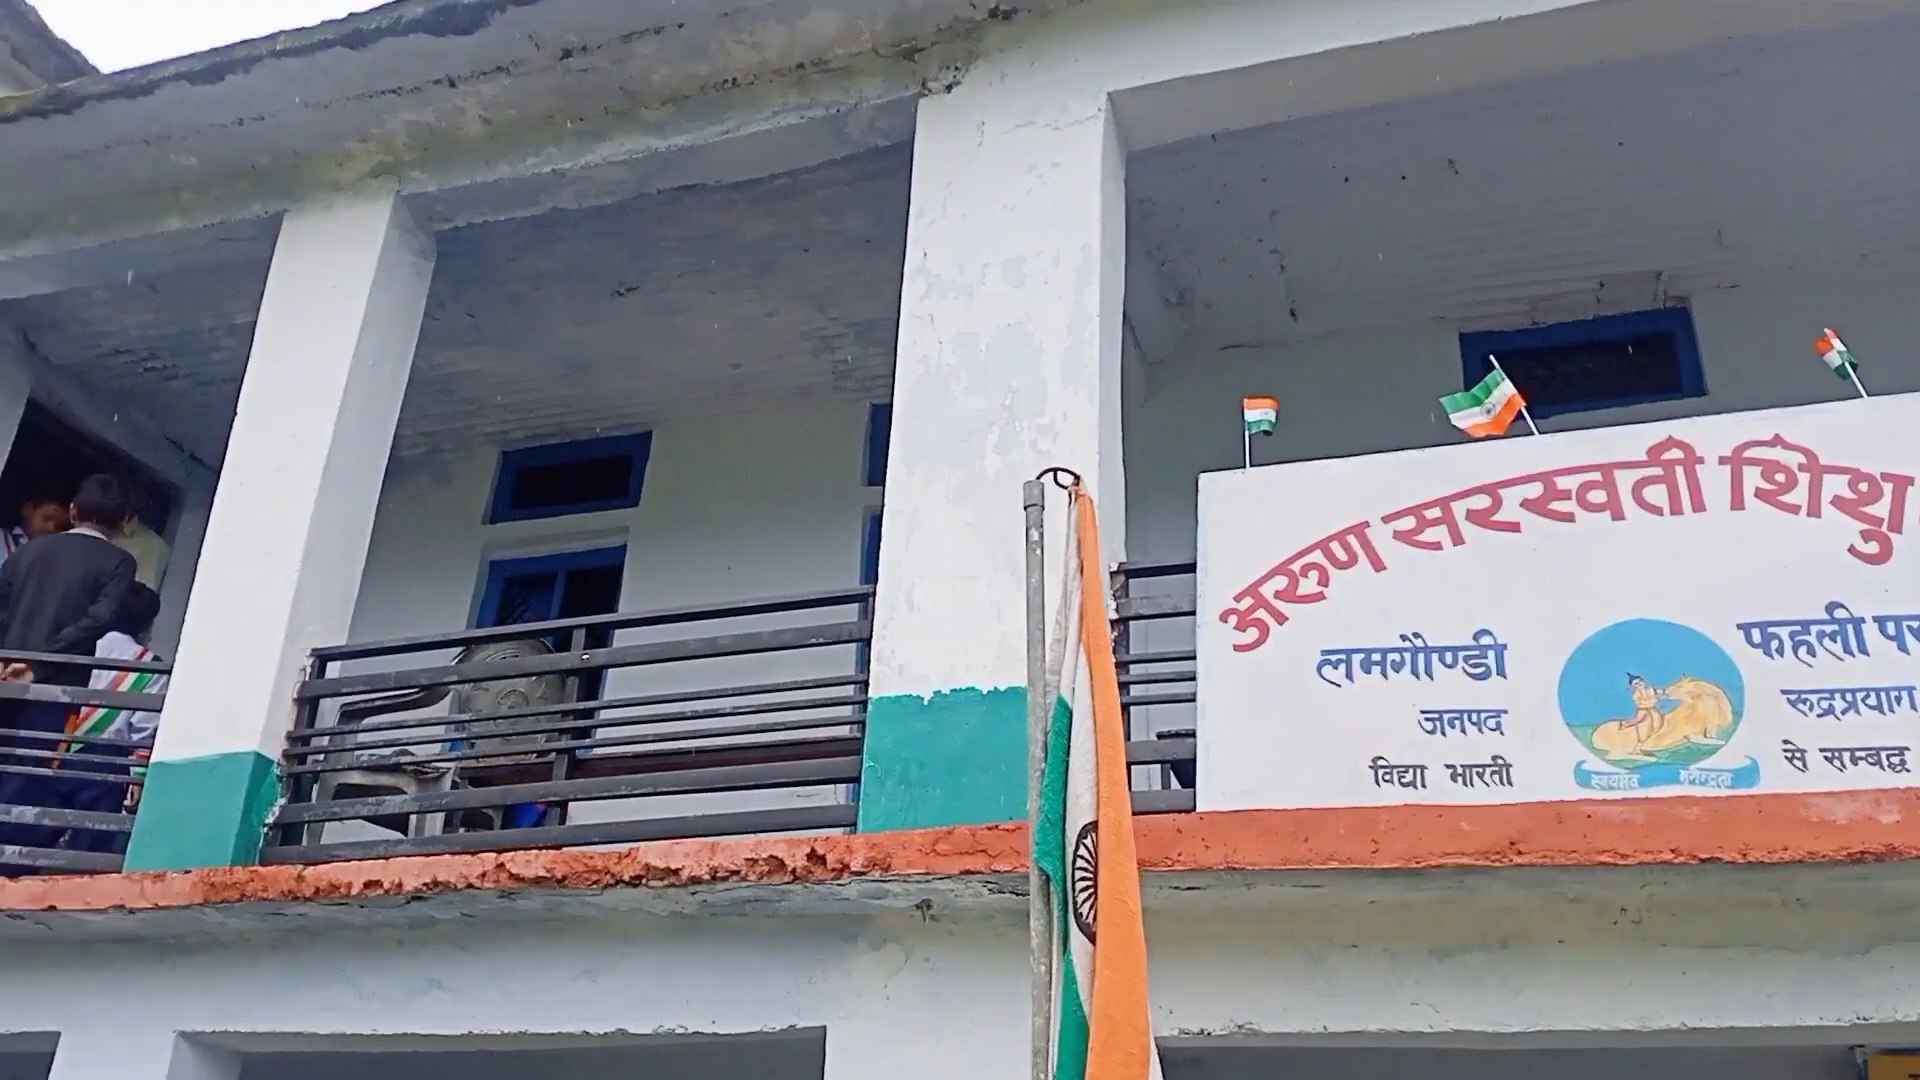 अरुण सरस्वती शिशु
लमगौण्डी फहली
जनपद रूद्रप्रयाग
विद्या भारती से सम्बद्ध